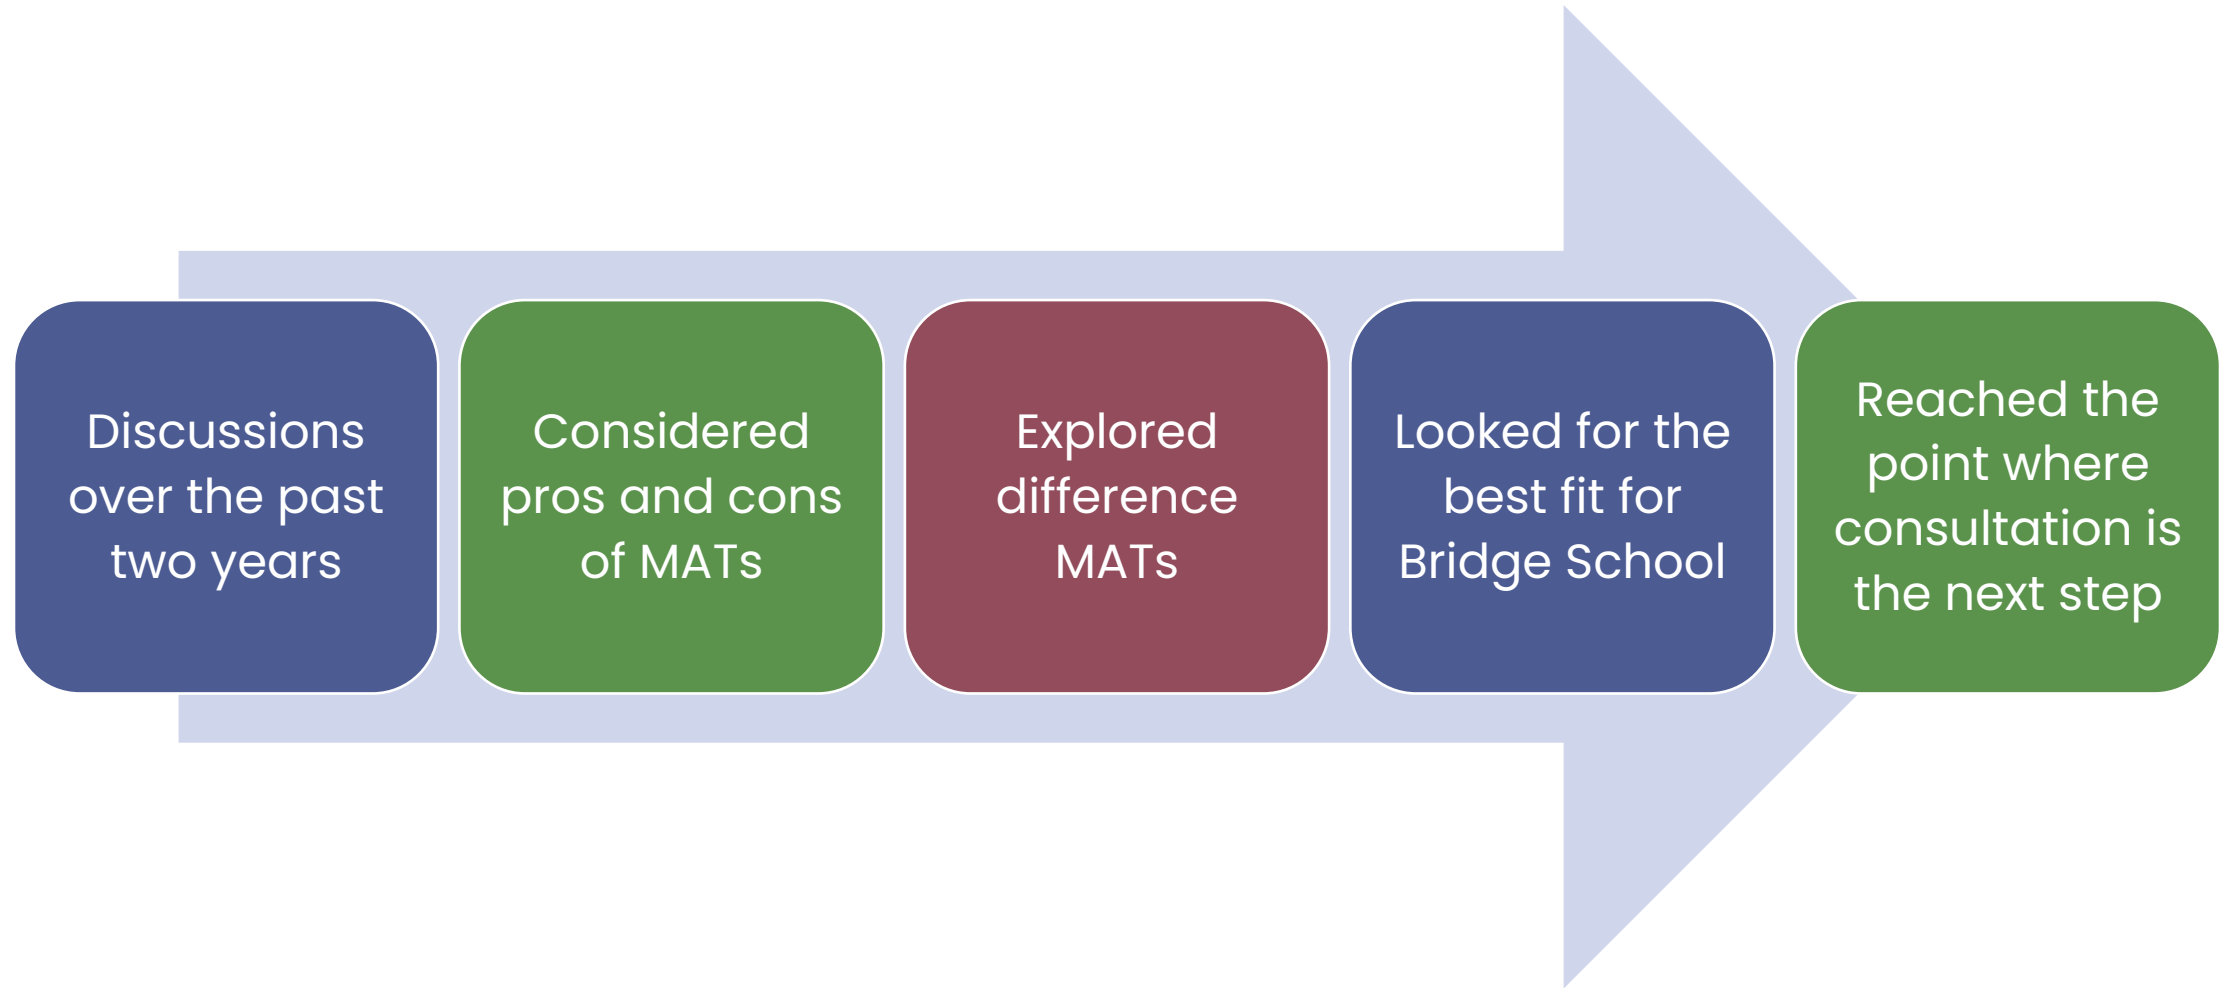 Discussions
over the past
two years
Considered
pros and cons
of MATs
Explored
difference
MATs
Looked for the
best fit for
Bridge School
Reached the
point where
consultation is
the next step